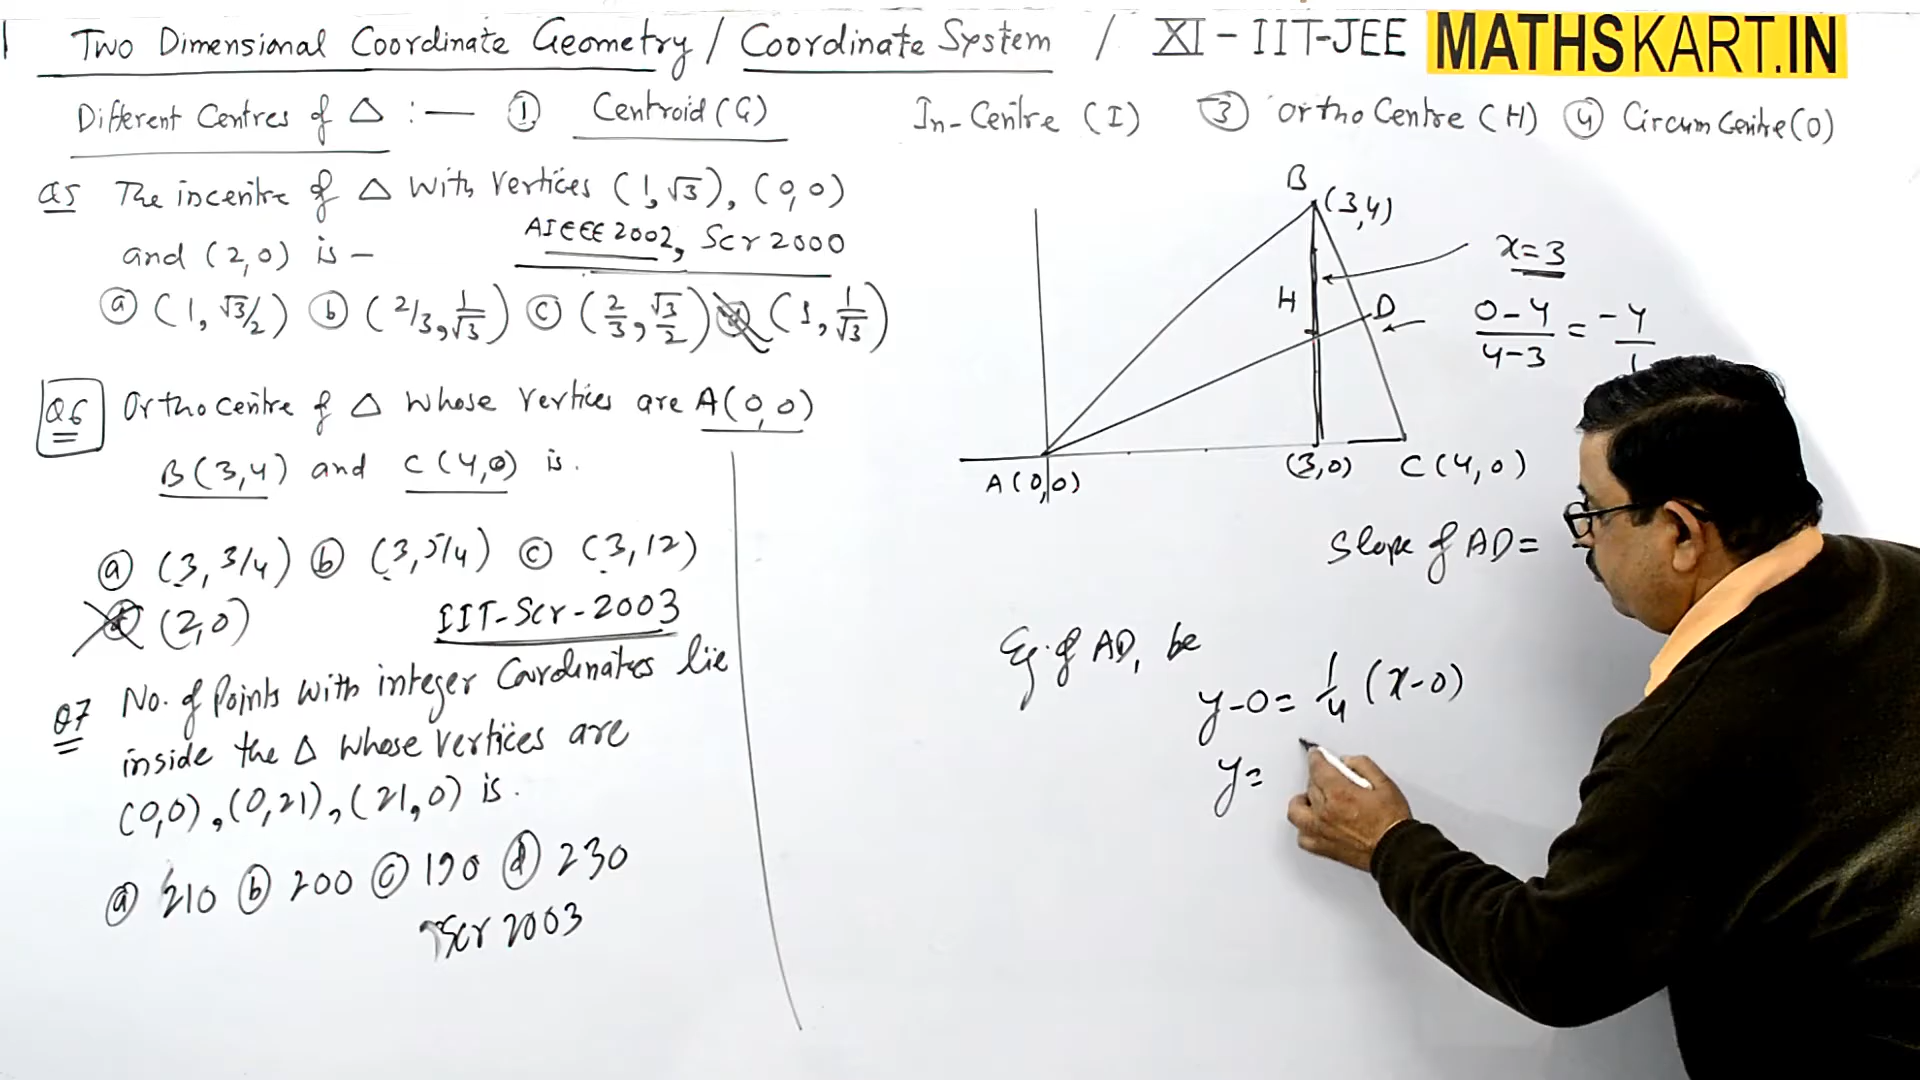 Two Dimensional Coordinate Geometry / Coordinate System / XI - IIT-JEE MATHSKART.IN
Different Centres of △ : — ① Centroid (G) In-Centre (I) ③ OrthoCentre (H) ④ CircumCentre (O)
Q5 The incentre of △ with vertices (1, √3), (0, 0)
and (2, 0) is –
AIEEE 2002, Scr 2000
ⓐ (1, √3/2) ⓑ (2/3, 1/√3) ⓒ (2/3, √3/2) ⓓ (1, 1/√3)
Q6 OrthoCentre of △ whose vertices are A(0, 0)
B(3, 4) and C(4, 0) is.
ⓐ (3, 3/4) ⓑ (3, 5/4) ⓒ (3, 12)
ⓓ (2, 0) IIT-Scr-2003
Q7 No. of Points with integer Coordinates lie
inside the △ whose vertices are
(0,0), (0,21), (21,0) is.
ⓐ 210 ⓑ 200 ⓒ 190 ⓓ 230
Scr 2003
B
(3,4)
x=3
H
D
0-4/4-3 = -4/1
A(0,0)
(3,0)
C(4,0)
Slope of AD =
Eq. of AD, be
y-0 = 1/4 (x-0)
y=